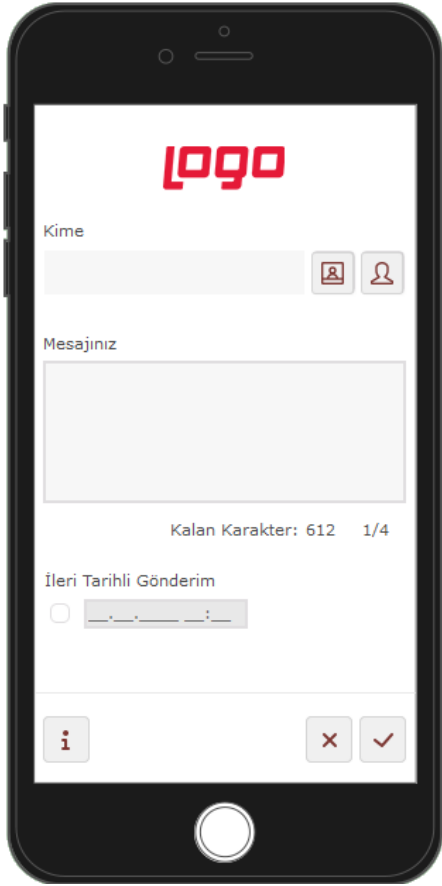 Logo
Kime
Mesajınız
Kalan Karakter: 612 1/4
İleri Tarihli Gönderim
__.__.____ __:__
i